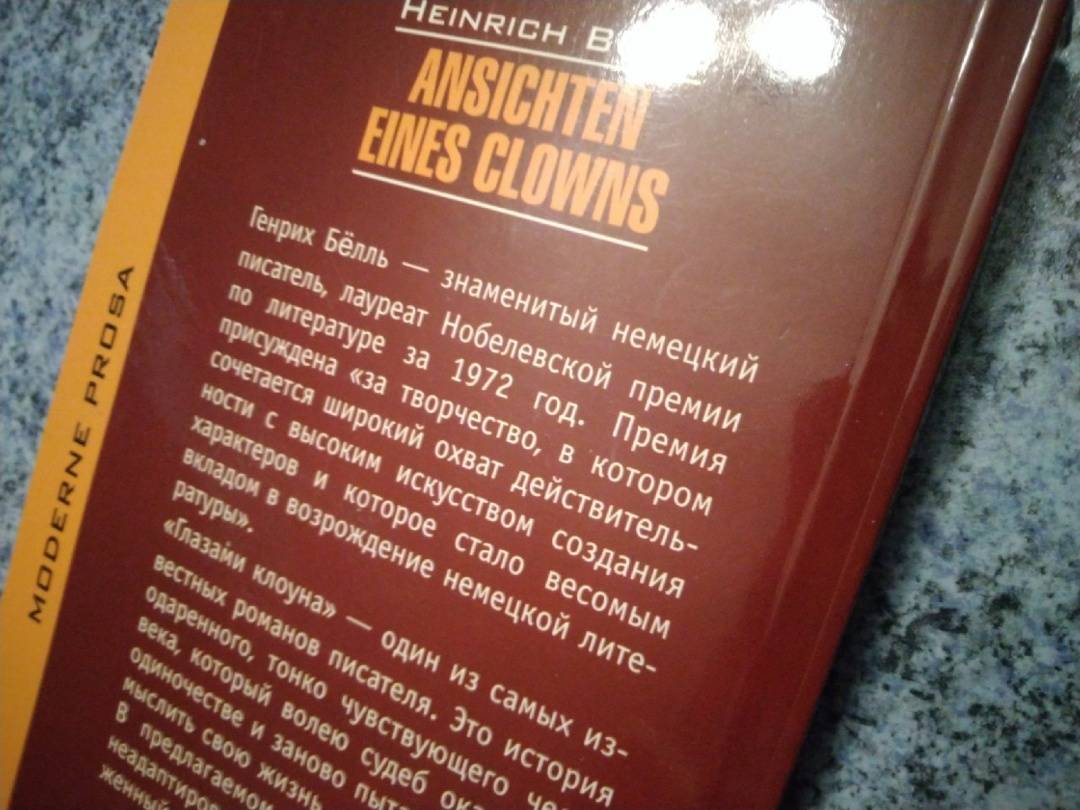 HEINRICH
ANSICHTEN
EINES CLOWNS
Генрих Бёлль — знаменитый немецкий
писатель, лауреат Нобелевской премии
по литературе за 1972 год. Премия
присуждена «за творчество, в котором
сочетается широкий охват действитель-
ности с высоким искусством создания
характеров и которое стало весомым
вкладом в возрождение немецкой лите-
ратуры».
«Глазайи клоуна» — один из самых из-
вестных романов писателя. Это история
одаренного, тонко чувствующего
века, который волею судеб
одиночестве и заново
мыслить свою жизнь
В предлагаемом
MODERNE PROSA